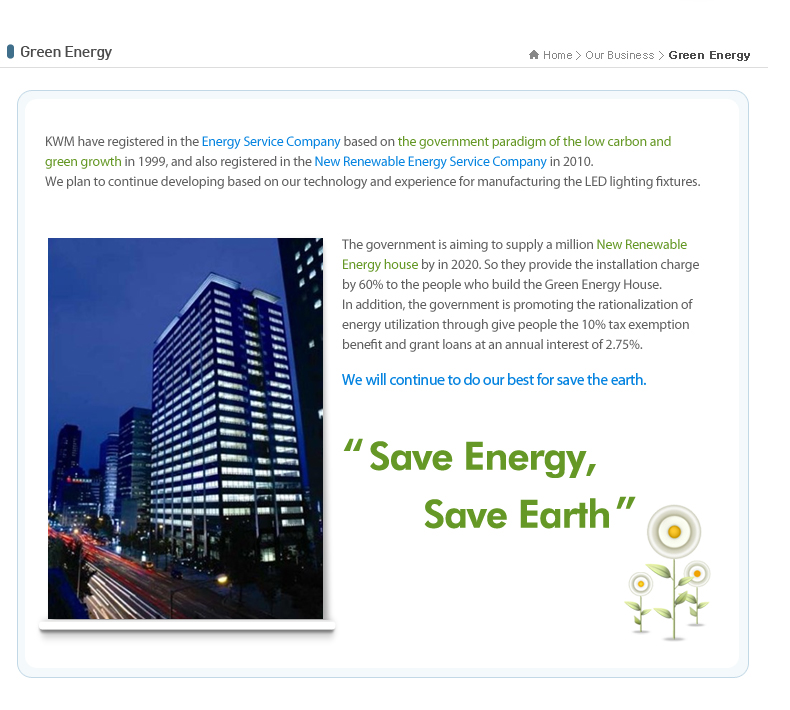 Green Energy
Home > Our Business > Green Energy
KWM have registered in the Energy Service Company based on the government paradigm of the low carbon and
green growth in 1999, and also registered in the New Renewable Energy Service Company in 2010.
We plan to continue developing based on our technology and experience for manufacturing the LED lighting fixtures.
The government is aiming to supply a million New Renewable
Energy house by in 2020. So they provide the installation charge
by 60% to the people who build the Green Energy House.
In addition, the government is promoting the rationalization of
energy utilization through give people the 10% tax exemption
benefit and grant loans at an annual interest of 2.75%.
We will continue to do our best for save the earth.
“Save Energy,
Save Earth”